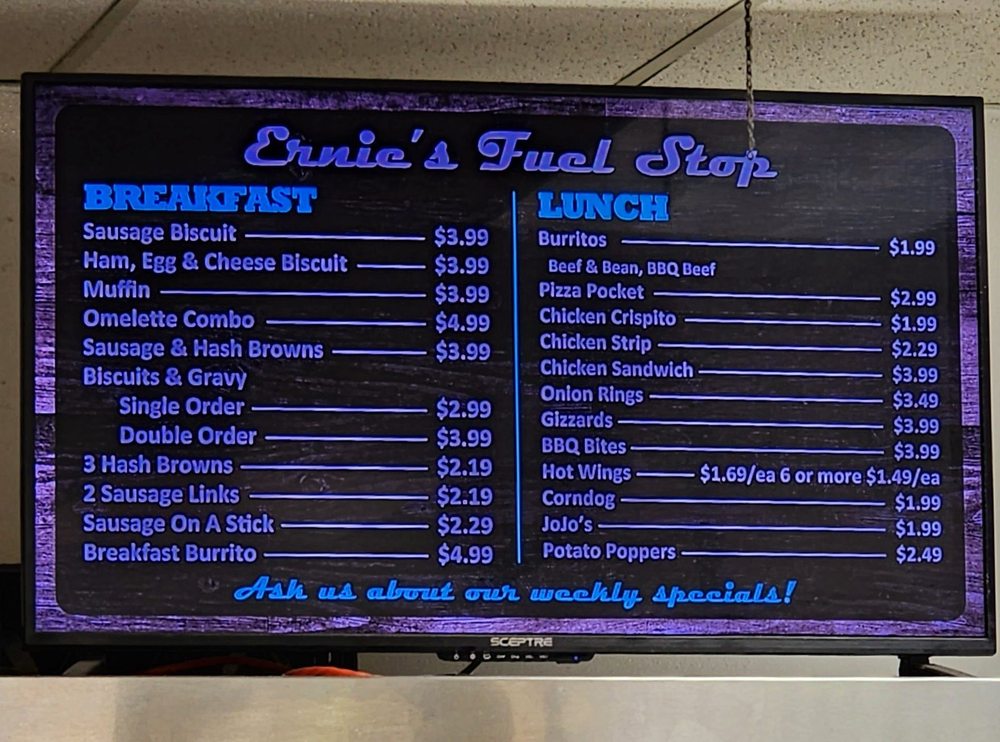 Ernie's Fuel Stop
BREAKFAST
Sausage Biscuit $3.99
Ham, Egg & Cheese Biscuit $3.99
Muffin $3.99
Omelette Combo $4.99
Sausage & Hash Browns $3.99
Biscuits & Gravy
Single Order $2.99
Double Order $3.99
3 Hash Browns $2.19
2 Sausage Links $2.19
Sausage On A Stick $2.29
Breakfast Burrito $4.99
LUNCH
Burritos $1.99
Beef & Bean, BBQ Beef
Pizza Pocket $2.99
Chicken Crispito $1.99
Chicken Strip $2.29
Chicken Sandwich $3.99
Onion Rings $3.49
Gizzards $3.99
BBQ Bites $3.99
Hot Wings $1.69/ea 6 or more $1.49/ea
Corndog $1.99
JoJo's $1.99
Potato Poppers $2.49
Ask us about our weekly specials!
SCEPTRE